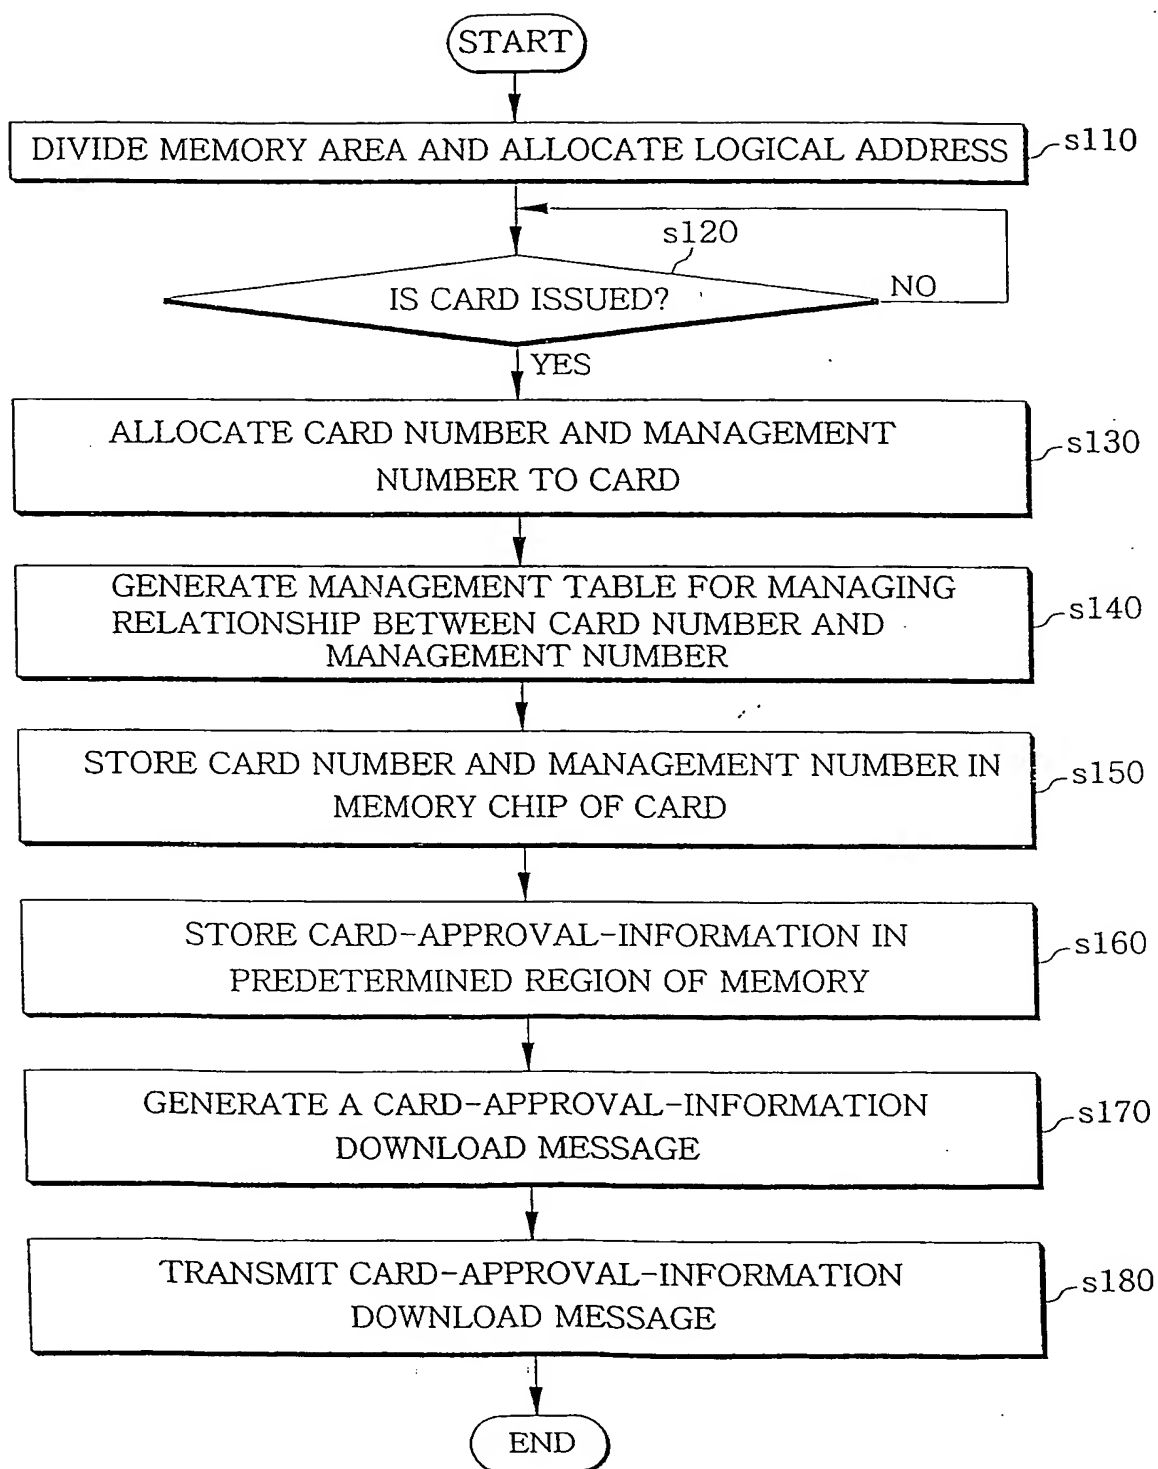 START
DIVIDE MEMORY AREA AND ALLOCATE LOGICAL ADDRESS
s110
s120
IS CARD ISSUED?
NO
YES
ALLOCATE CARD NUMBER AND MANAGEMENT
NUMBER TO CARD
s130
GENERATE MANAGEMENT TABLE FOR MANAGING
RELATIONSHIP BETWEEN CARD NUMBER AND
MANAGEMENT NUMBER
s140
STORE CARD NUMBER AND MANAGEMENT NUMBER IN
MEMORY CHIP OF CARD
s150
STORE CARD-APPROVAL-INFORMATION IN
PREDETERMINED REGION OF MEMORY
s160
GENERATE A CARD-APPROVAL-INFORMATION
DOWNLOAD MESSAGE
s170
TRANSMIT CARD-APPROVAL-INFORMATION
DOWNLOAD MESSAGE
s180
END